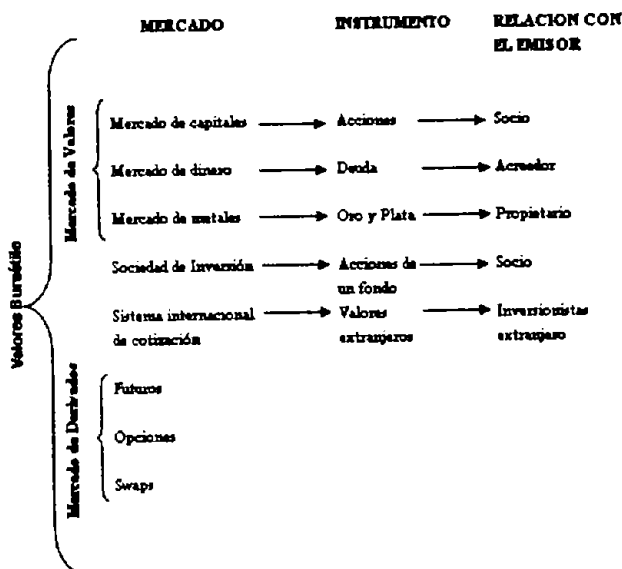 MERCADO INSTRUMENTO RELACION CON
EL EMISOR
Valores Bursátilo
Mercado de Valores
Mercado de capitales Acciones Socio
Mercado de dinero Deuda Acreedor
Mercado de metales Oro y Plata Propietario
Sociedad de Inversión Acciones de Socio
un fondo
Sistema internacional Valores Inversionistas
de cotización extranjeros extranjero
Mercado de Derivados
Futuros
Opciones
Swaps